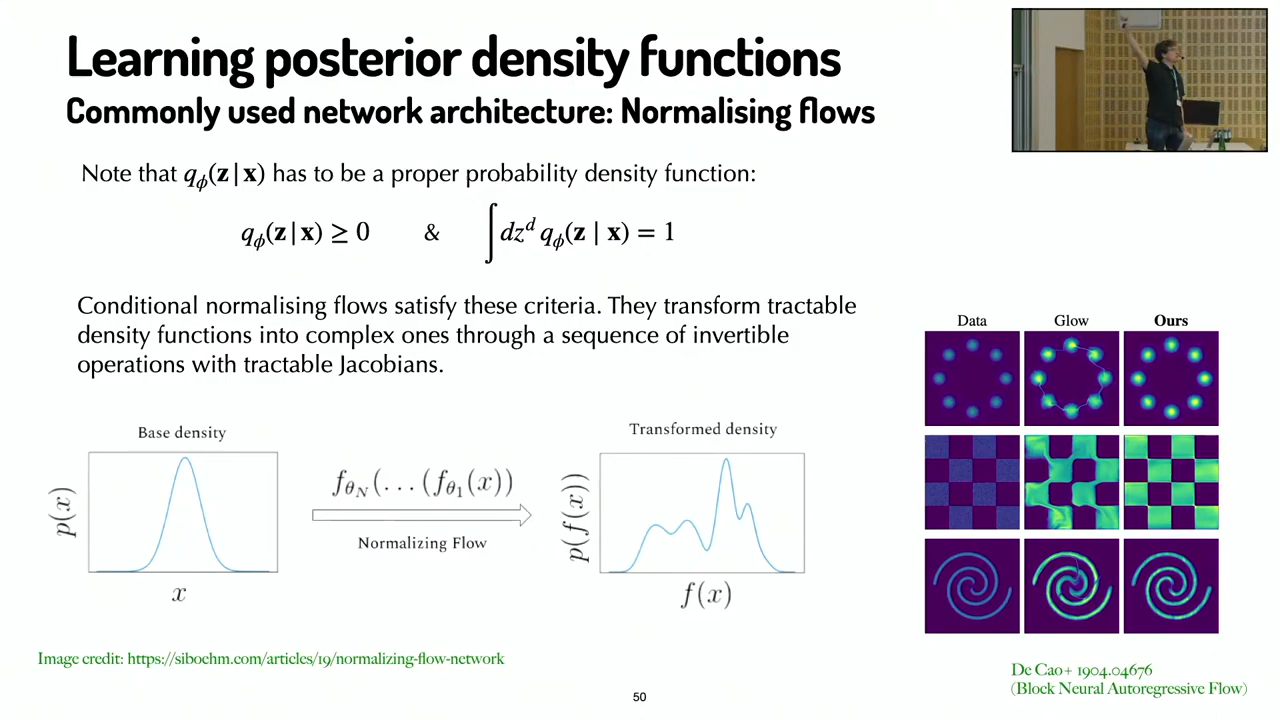 Learning posterior density functions
Commonly used network architecture: Normalising flows
Note that qϕ(z|x) has to be a proper probability density function:
qϕ(z|x) ≥ 0 & ∫dz^d qϕ(z | x) = 1
Conditional normalising flows satisfy these criteria. They transform tractable
density functions into complex ones through a sequence of invertible
operations with tractable Jacobians.
Base density
p(x)
x
f_θN(...(f_θ1(x))
Normalizing Flow
Transformed density
p(f(x))
f(x)
Data Glow Ours
Image credit: https://siboehm.com/articles/19/normalizing-flow-network
De Cao+ 1904.04676
(Block Neural Autoregressive Flow)
50